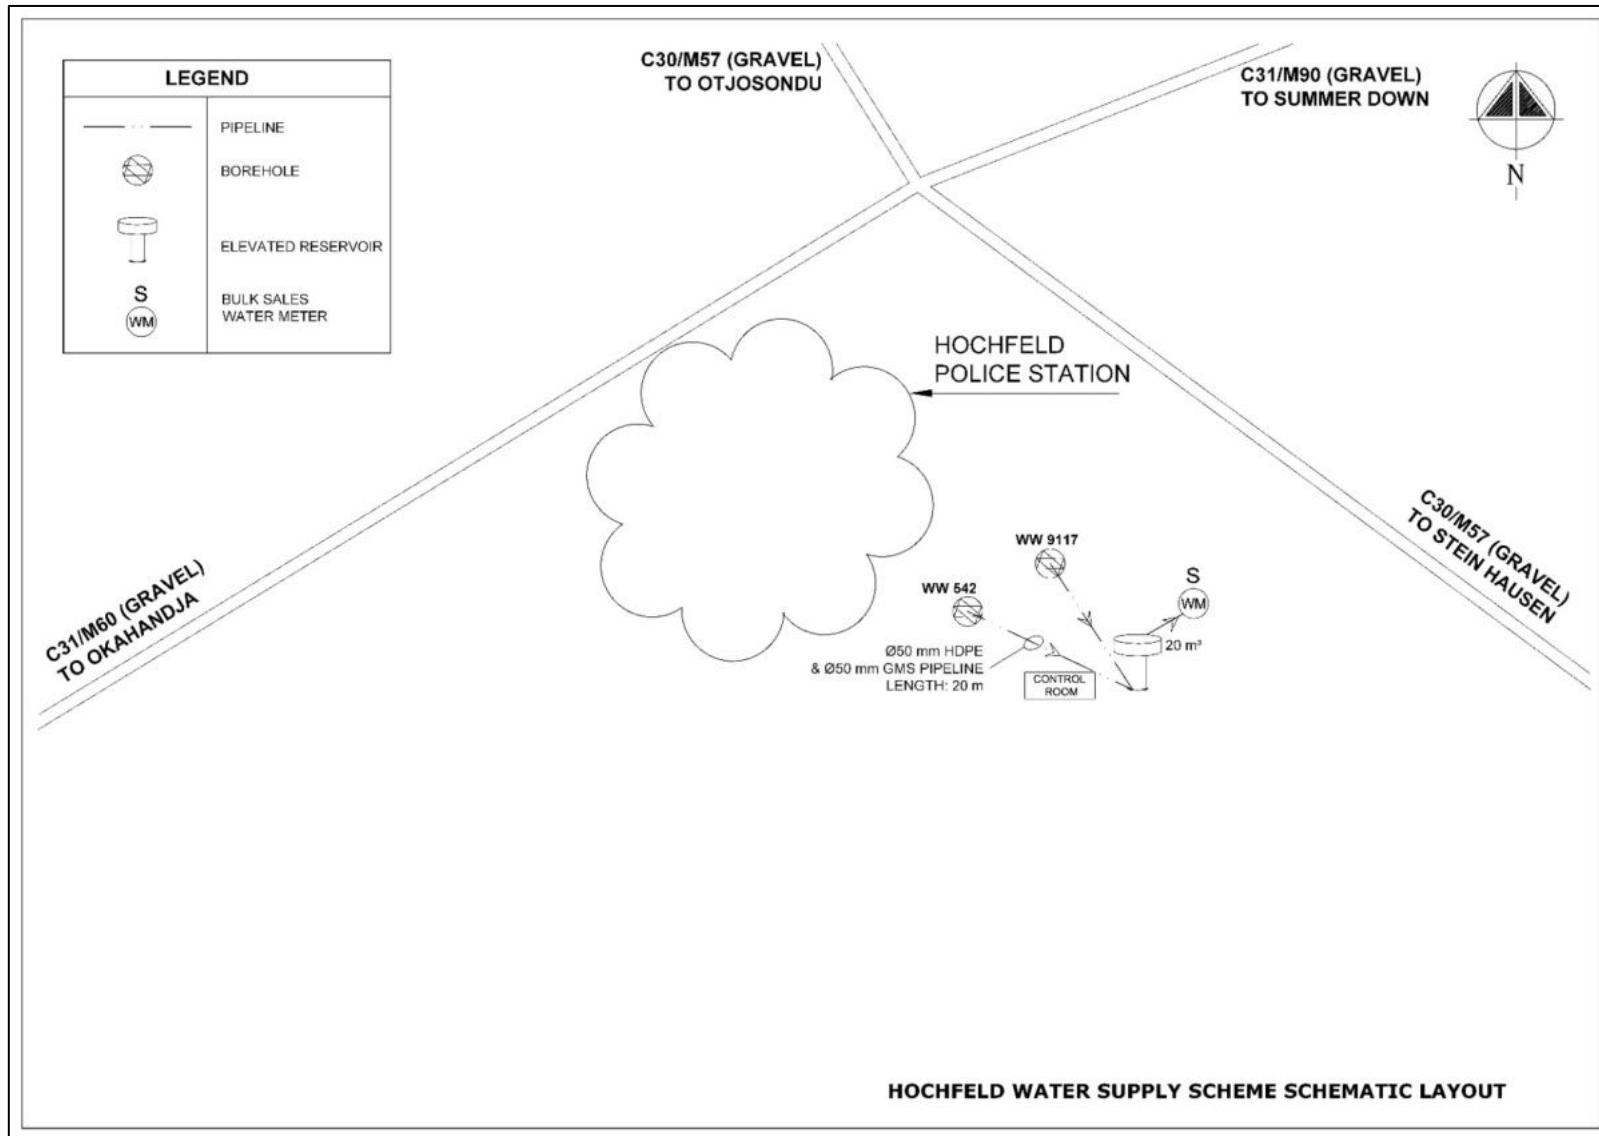 LEGEND
PIPELINE
BOREHOLE
ELEVATED RESERVOIR
S
WM
BULK SALES
WATER METER
C30/M57 (GRAVEL)
TO OTJOSONDU
C31/M90 (GRAVEL)
TO SUMMER DOWN
N
HOCHFELD
POLICE STATION
C31/M60 (GRAVEL)
TO OKAHANDJA
C30/M57 (GRAVEL)
TO STEIN HAUSEN
WW 9117
WW 542
S
WM
20 m³
Ø50 mm HDPE
& Ø50 mm GMS PIPELINE
LENGTH: 20 m
CONTROL
ROOM
HOCHFELD WATER SUPPLY SCHEME SCHEMATIC LAYOUT